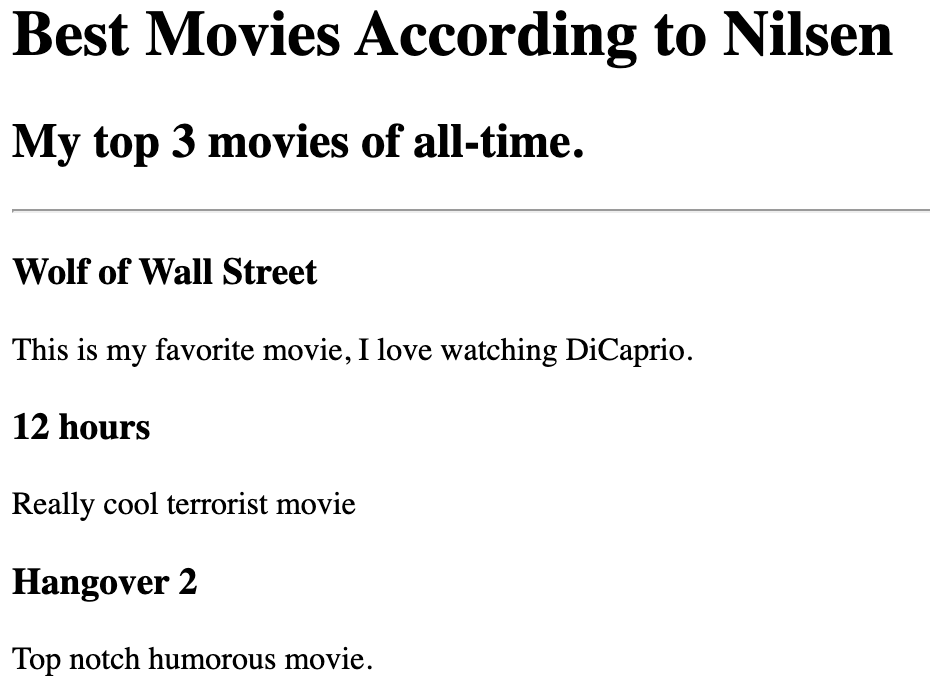 Best Movies According to Nilsen
My top 3 movies of all-time.
Wolf of Wall Street
This is my favorite movie, I love watching DiCaprio.
12 hours
Really cool terrorist movie
Hangover 2
Top notch humorous movie.